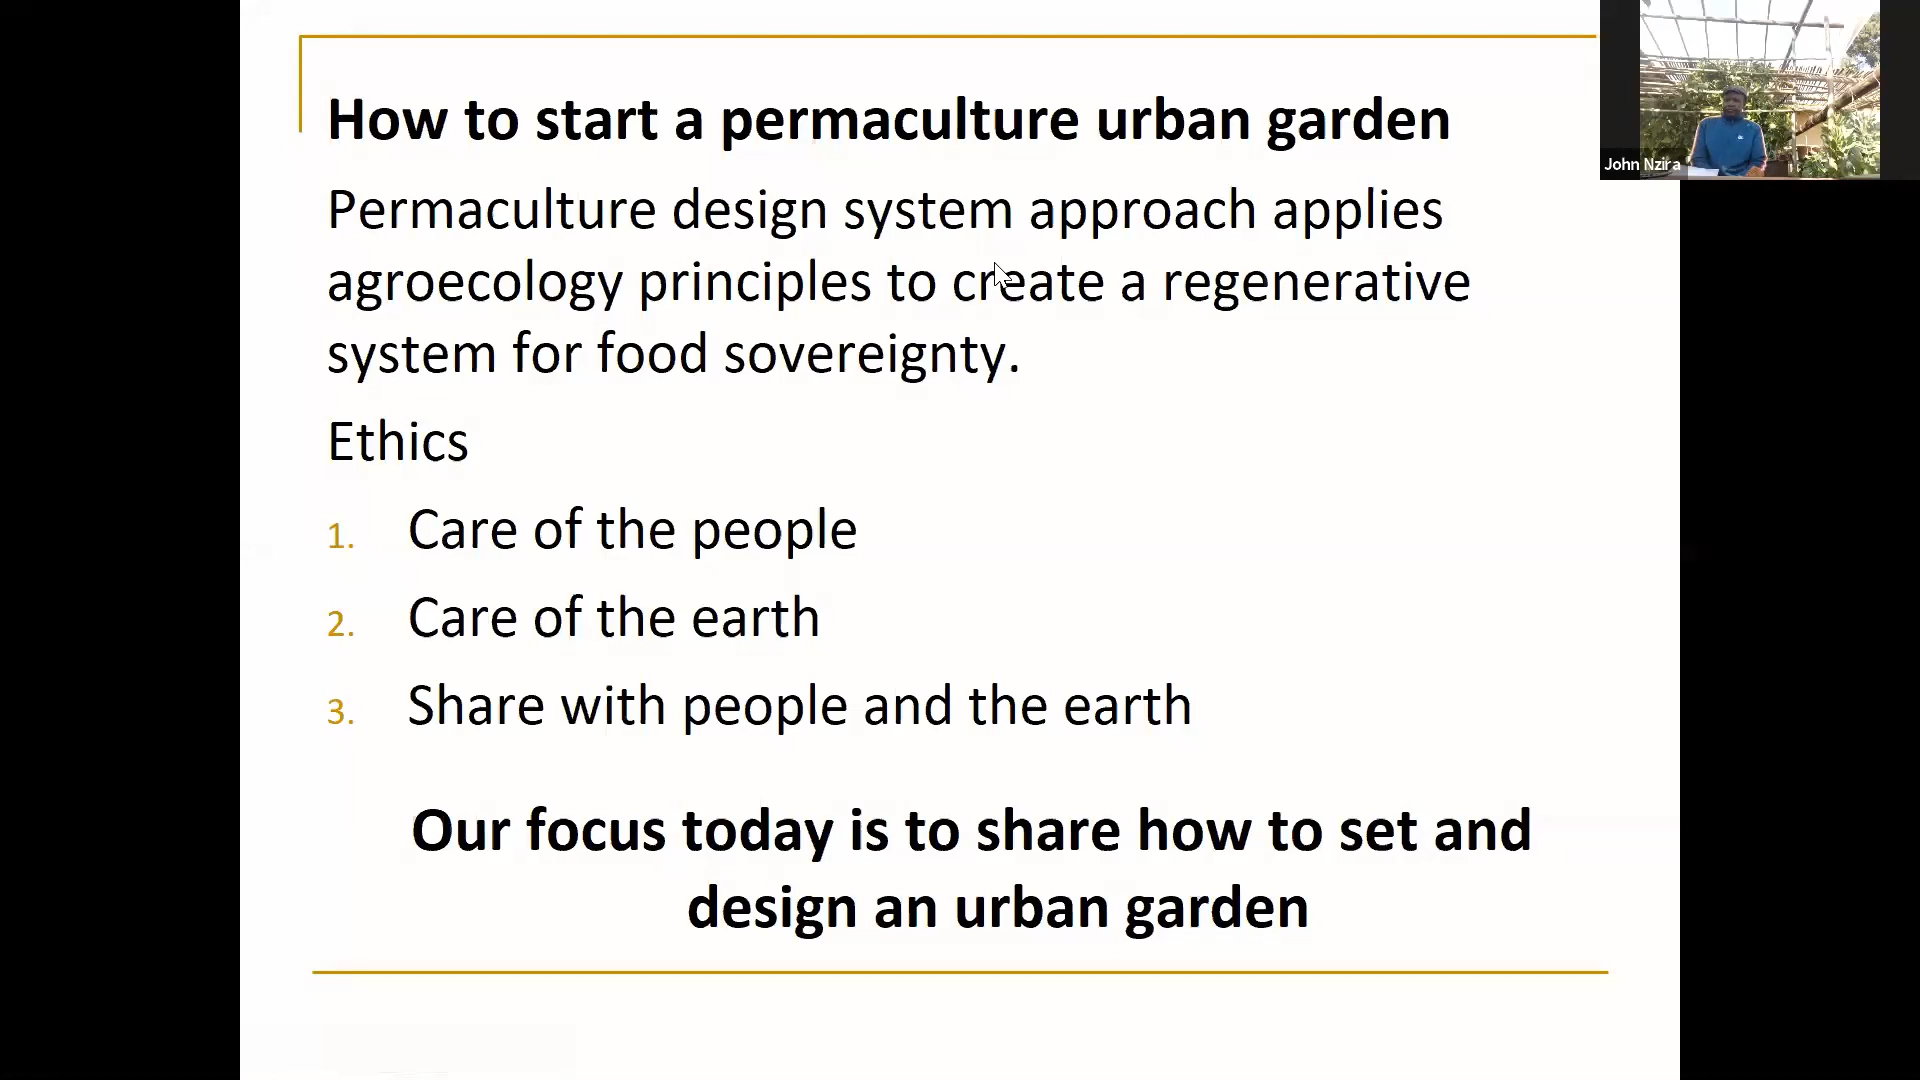 How to start a permaculture urban garden
Permaculture design system approach applies
agroecology principles to create a regenerative
system for food sovereignty.
Ethics
1. Care of the people
2. Care of the earth
3. Share with people and the earth
Our focus today is to share how to set and
design an urban garden
John Nzira